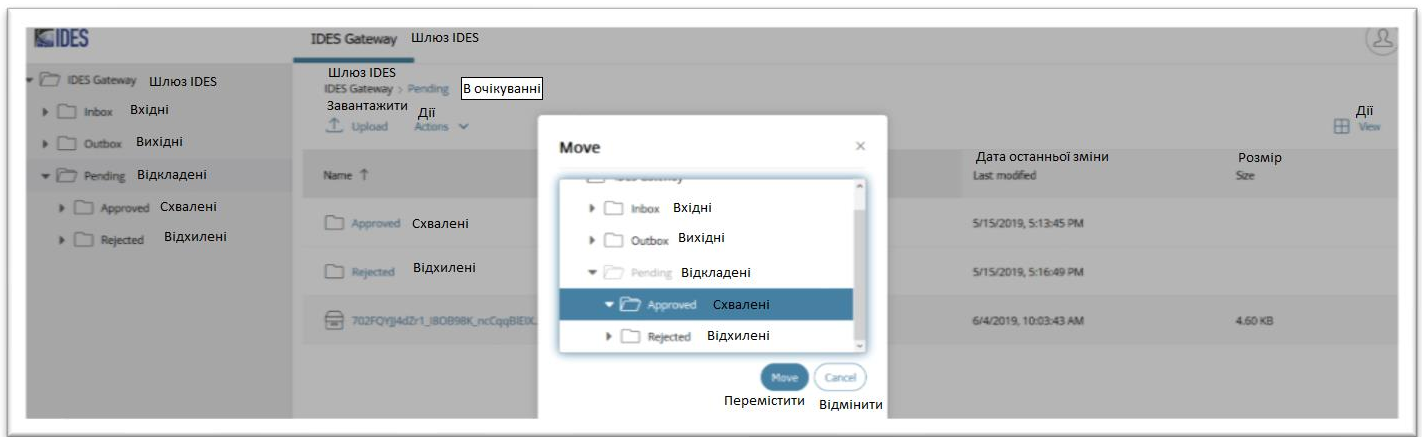 IDES
IDES Gateway Шлюз IDES
IDES Gateway Шлюз IDES
Inbox Вхідні
Outbox Вихідні
Pending Відкладені
Approved Схвалені
Rejected Відхилені
Шлюз IDES
IDES Gateway > Pending В очікуванні
Завантажити Дії
Upload Actions
Дії
View
Name ↑
Дата останньої зміни
Last modified
Розмір
Size
Approved Схвалені
5/15/2019, 5:13:45 PM
Rejected Відхилені
5/15/2019, 5:16:49 PM
6/4/2019, 10:03:43 AM
4.60 KB
Move ×
Inbox Вхідні
Outbox Вихідні
Pending Відкладені
Approved Схвалені
Rejected Відхилені
Move Cancel
Перемістити Відмінити